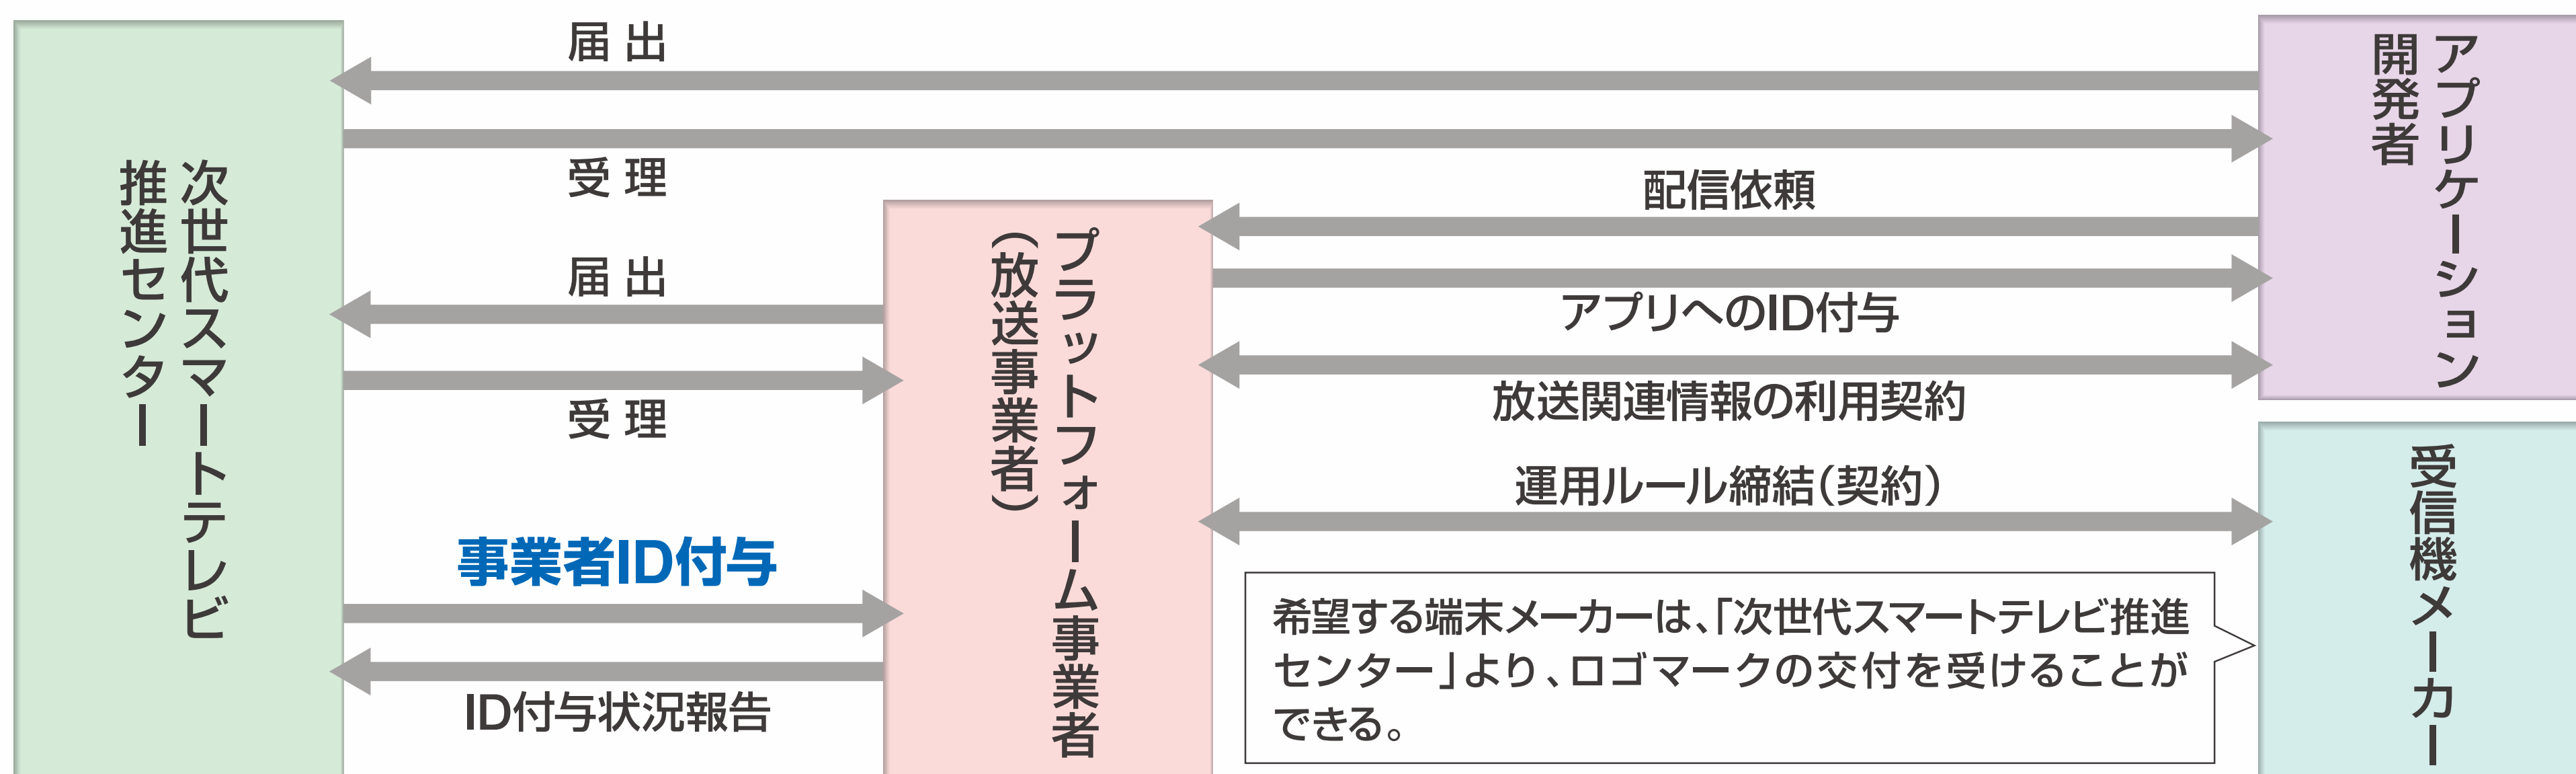 届出
受理
届出
受理
事業者ID付与
ID付与状況報告
次世代スマートテレビ
推進センター
プラットフォーム事業者
（放送事業者）
配信依頼
アプリへのID付与
放送関連情報の利用契約
運用ルール締結（契約）
希望する端末メーカーは、「次世代スマートテレビ推進
センター」より、ロゴマークの交付を受けることが
できる。
アプリケーション
開発者
受信機メーカー